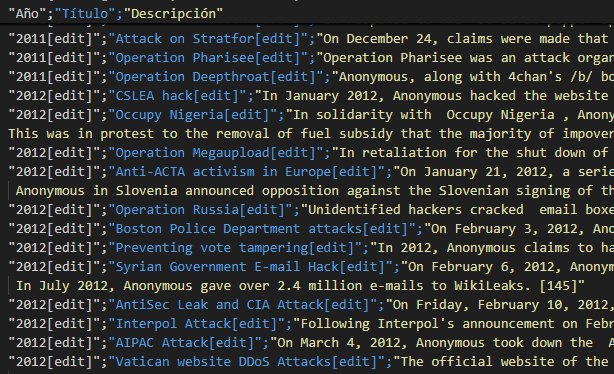 "Año";"Título";"Descripción"
"2011[edit]";"Attack on Stratfor[edit]";"On December 24, claims were made that
"2011[edit]";"Operation Pharisee[edit]";"Operation Pharisee was an attack organ
"2011[edit]";"Operation Deepthroat[edit]";"Anonymous, along with 4chan's /b/ bo
"2012[edit]";"CSLEA hack[edit]";"In January 2012, Anonymous hacked the website
"2012[edit]";"Occupy Nigeria[edit]";"In solidarity with  Occupy Nigeria , Anony
This was in protest to the removal of fuel subsidy that the majority of impover
"2012[edit]";"Operation Megaupload[edit]";"In retaliation for the shut down of
"2012[edit]";"Anti-ACTA activism in Europe[edit]";"On January 21, 2012, a serie
Anonymous in Slovenia announced opposition against the Slovenian signing of th
"2012[edit]";"Operation Russia[edit]";"Unidentified hackers cracked  email boxe
"2012[edit]";"Boston Police Department attacks[edit]";"On February 3, 2012, Ano
"2012[edit]";"Preventing vote tampering[edit]";"In 2012, Anonymous claims to ha
"2012[edit]";"Syrian Government E-mail Hack[edit]";"On February 6, 2012, Anonym
In July 2012, Anonymous gave over 2.4 million e-mails to WikiLeaks. [145]"
"2012[edit]";"AntiSec Leak and CIA Attack[edit]";"On Friday, February 10, 2012,
"2012[edit]";"Interpol Attack[edit]";"Following Interpol's announcement on Febr
"2012[edit]";"AIPAC Attack[edit]";"On March 4, 2012, Anonymous took down the  A
"2012[edit]";"Vatican website DDoS Attacks[edit]";"The official website of the